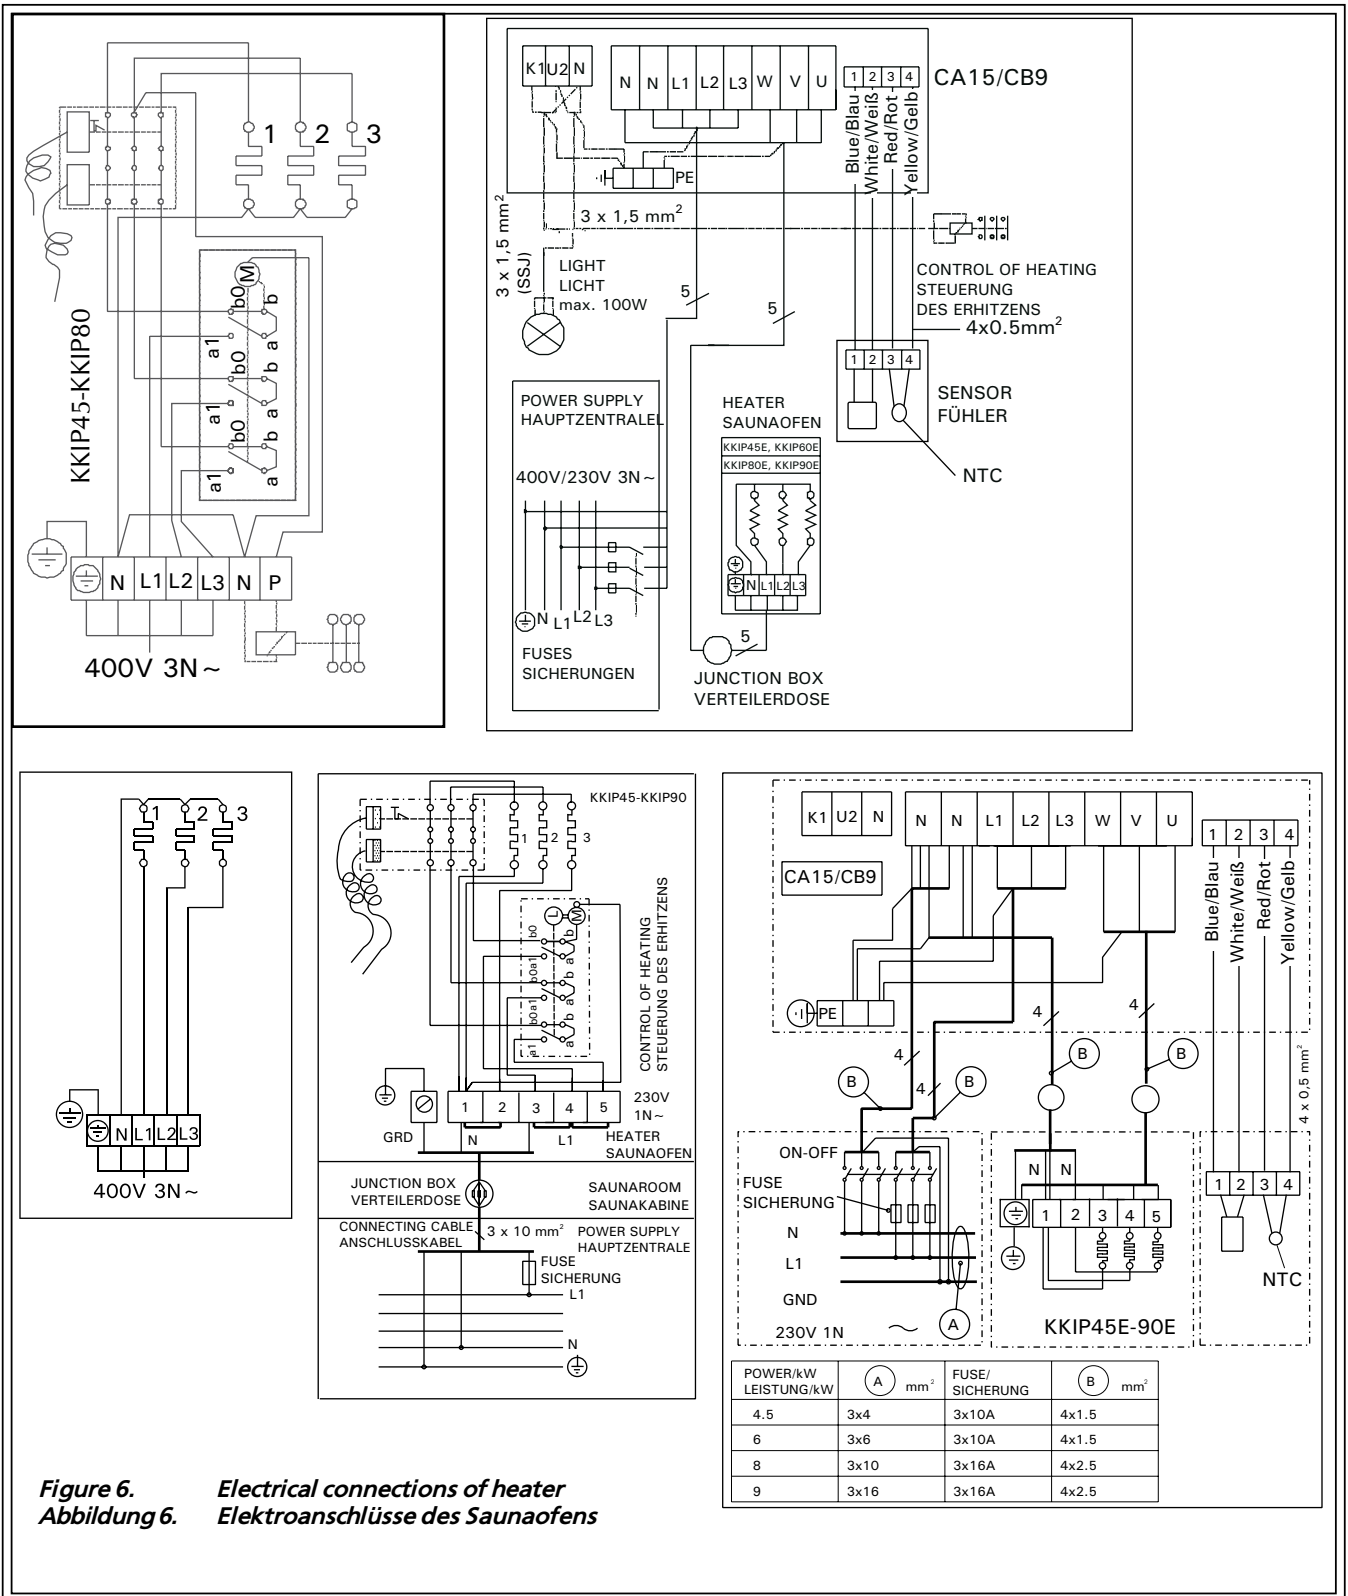 1 2 3
KKIP45-KKIP80
M
b0 b
a1 a
b0 b
a1 a
b0 b
a1 a
N L1 L2 L3 N P
400V 3N~
K1 U2 N
N N L1 L2 L3 W V U
1 2 3 4
CA15/CB9
Blue/Blau
White/Weiß
Red/Rot
Yellow/Gelb
PE
3 x 1,5 mm²
3 x 1,5 mm²
(SSJ)
LIGHT
LICHT
max. 100W
5
5
CONTROL OF HEATING
STEUERUNG
DES ERHITZENS
4x0.5mm²
1 2 3 4
SENSOR
FÜHLER
NTC
POWER SUPPLY
HAUPTZENTRALEL
400V/230V 3N~
N L1 L2 L3
FUSES
SICHERUNGEN
HEATER
SAUNAOFEN
KKIP45E, KKIP60E
KKIP80E, KKIP90E
N L1 L2 L3
5
JUNCTION BOX
VERTEILERDOSE
1 2 3
N L1 L2 L3
400V 3N~
KKIP45-KKIP90
1 2 3
L M
b0 b
a1 a
b0 b
a1 a
b0 b
a1 a
CONTROL OF HEATING
STEUERUNG DES ERHITZENS
1 2 3 4 5
230V
1N~
GRD
N L1
HEATER
SAUNAOFEN
JUNCTION BOX
VERTEILERDOSE
SAUNAROOM
SAUNAKABINE
CONNECTING CABLE
ANSCHLUSSKABEL
3 x 10 mm²
POWER SUPPLY
HAUPTZENTRALE
FUSE
SICHERUNG
L1
N
K1 U2 N
N N L1 L2 L3 W V U
1 2 3 4
CA15/CB9
Blue/Blau
White/Weiß
Red/Rot
Yellow/Gelb
PE
4
4
4
4
B
B
B
B
4 x 0,5 mm²
ON-OFF
FUSE
SICHERUNG
N
L1
GND
230V 1N ~
A
N N
1 2 3 4 5
KKIP45E-90E
1 2 3 4
NTC
POWER/kW
LEISTUNG/kW
A mm²
FUSE/
SICHERUNG
B mm²
4.5 3x4 3x10A 4x1.5
6 3x6 3x10A 4x1.5
8 3x10 3x16A 4x2.5
9 3x16 3x16A 4x2.5
Figure 6. Electrical connections of heater
Abbildung 6. Elektroanschlüsse des Saunaofens